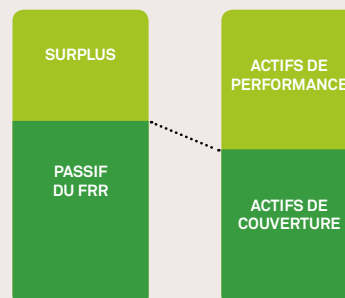 SURPLUS
PASSIF
DU FRR
ACTIFS DE
PERFORMANCE
ACTIFS DE
COUVERTURE